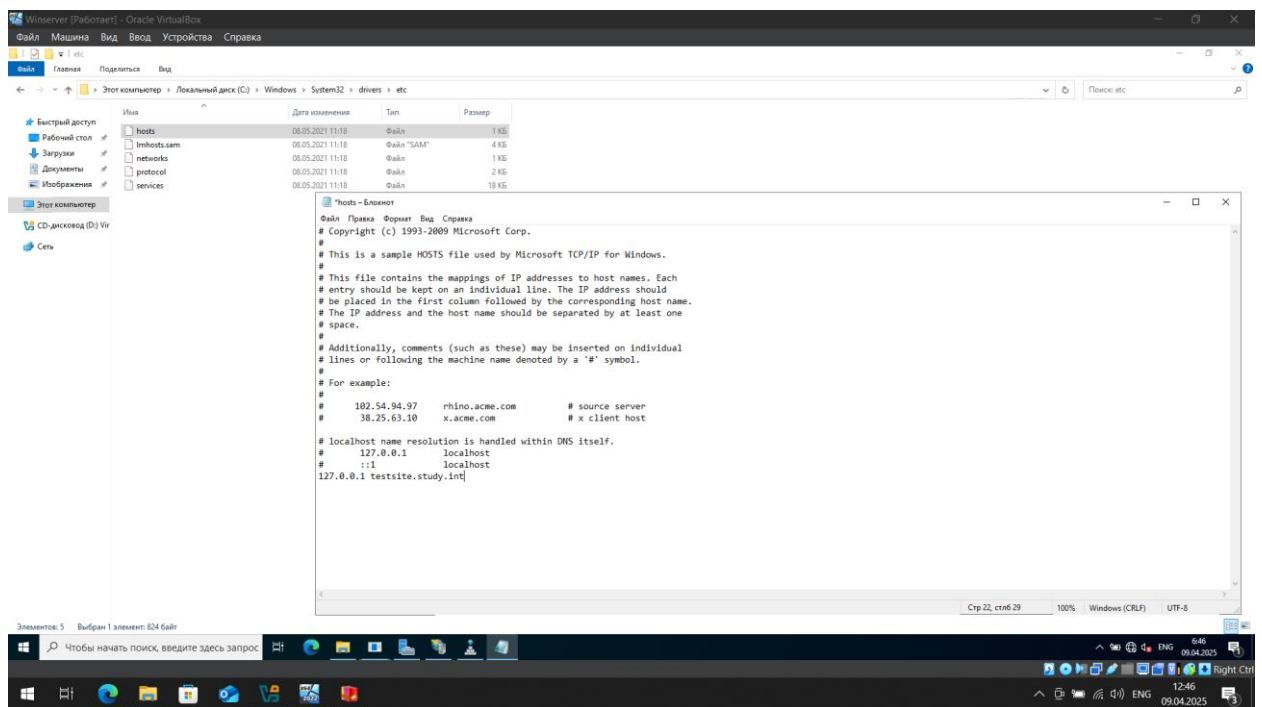 Winserver [Работает] - Oracle VirtualBox
Файл Машина Вид Ввод Устройства Справка
etc
Файл Главная Поделиться Вид
Этот компьютер › Локальный диск (C:) › Windows › System32 › drivers › etc
Поиск: etc
Имя Дата изменения Тип Размер
Быстрый доступ
Рабочий стол
Загрузки
Документы
Изображения
Этот компьютер
CD-дисковод (D:) Vir
Сеть
hosts 08.05.2021 11:18 Файл 1 КБ
lmhosts.sam 08.05.2021 11:18 Файл "SAM" 4 КБ
networks 08.05.2021 11:18 Файл 1 КБ
protocol 08.05.2021 11:18 Файл 2 КБ
services 08.05.2021 11:18 Файл 18 КБ
*hosts – Блокнот
Файл Правка Формат Вид Справка
# Copyright (c) 1993-2009 Microsoft Corp.
#
# This is a sample HOSTS file used by Microsoft TCP/IP for Windows.
#
# This file contains the mappings of IP addresses to host names. Each
# entry should be kept on an individual line. The IP address should
# be placed in the first column followed by the corresponding host name.
# The IP address and the host name should be separated by at least one
# space.
#
# Additionally, comments (such as these) may be inserted on individual
# lines or following the machine name denoted by a '#' symbol.
#
# For example:
#
# 102.54.94.97 rhino.acme.com # source server
# 38.25.63.10 x.acme.com # x client host
# localhost name resolution is handled within DNS itself.
# 127.0.0.1 localhost
# ::1 localhost
127.0.0.1 testsite.study.int
Стр 22, стлб 29 100% Windows (CRLF) UTF-8
Элементов: 5 Выбран 1 элемент: 824 байт
Чтобы начать поиск, введите здесь запрос
ENG 6:46
09.04.2025
Right Ctrl
ENG 12:46
09.04.2025